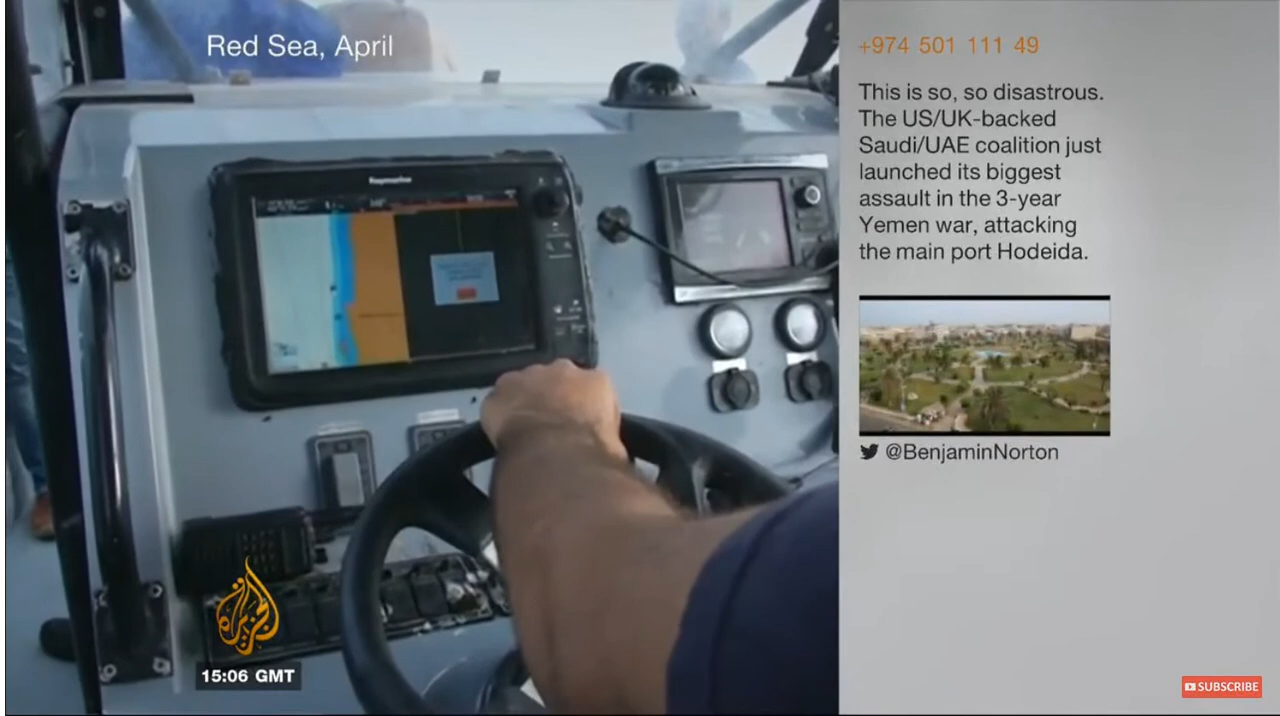 Red Sea, April
Raymarine
+974 501 111 49
This is so, so disastrous.
The US/UK-backed
Saudi/UAE coalition just
launched its biggest
assault in the 3-year
Yemen war, attacking
the main port Hodeida.
@BenjaminNorton
الجزيرة
15:06 GMT
SUBSCRIBE